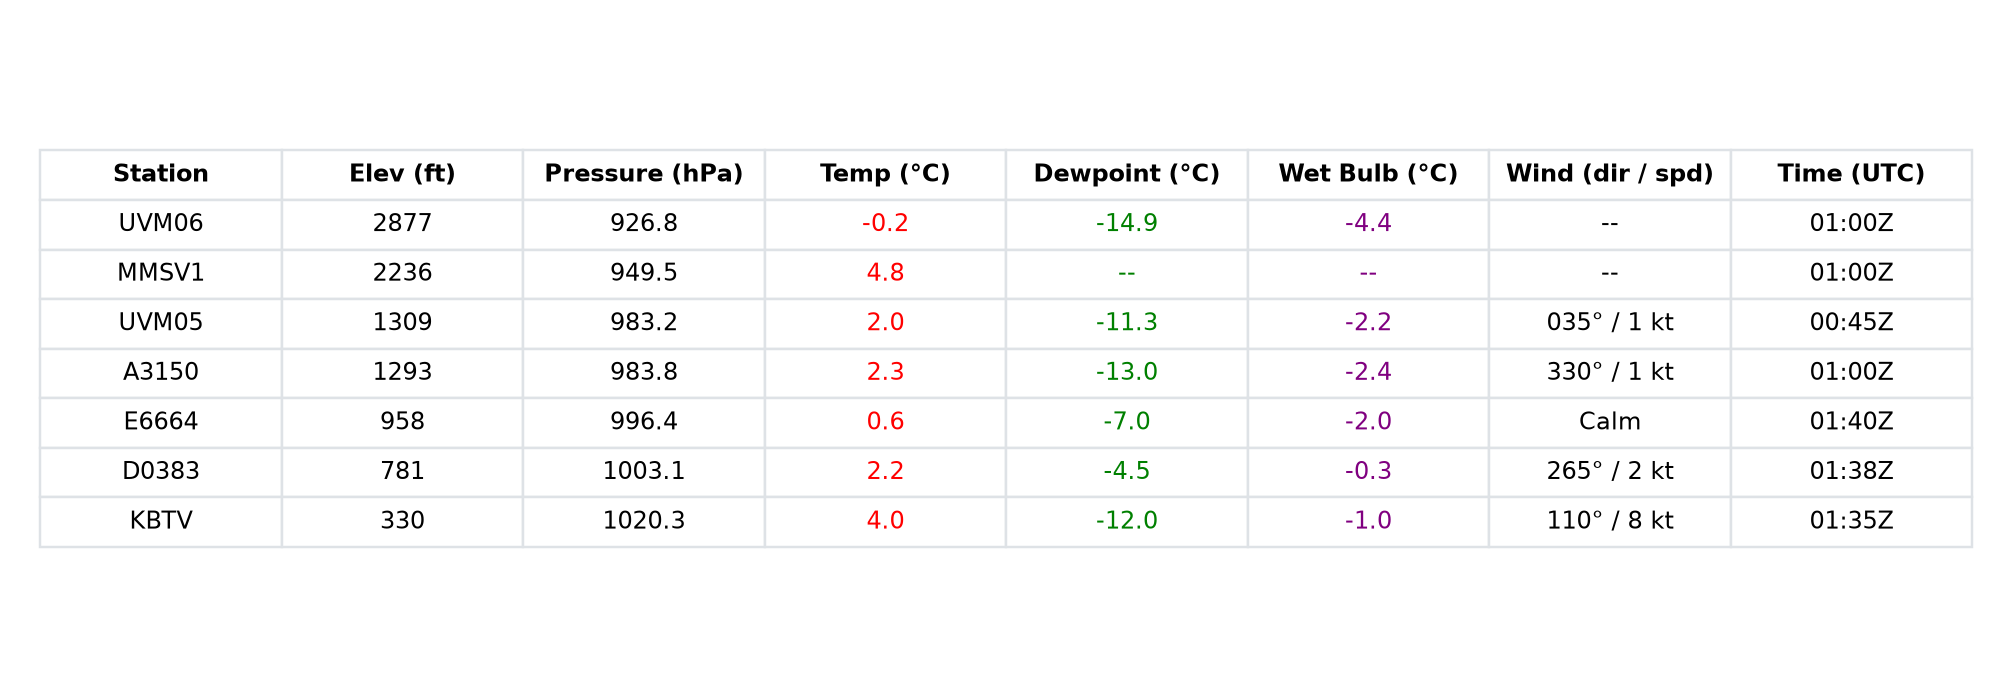 Station Elev (ft) Pressure (hPa) Temp (°C) Dewpoint (°C) Wet Bulb (°C) Wind (dir / spd) Time (UTC)
UVM06 2877 926.8 -0.2 -14.9 -4.4 -- 01:00Z
MMSV1 2236 949.5 4.8 -- -- -- 01:00Z
UVM05 1309 983.2 2.0 -11.3 -2.2 035° / 1 kt 00:45Z
A3150 1293 983.8 2.3 -13.0 -2.4 330° / 1 kt 01:00Z
E6664 958 996.4 0.6 -7.0 -2.0 Calm 01:40Z
D0383 781 1003.1 2.2 -4.5 -0.3 265° / 2 kt 01:38Z
KBTV 330 1020.3 4.0 -12.0 -1.0 110° / 8 kt 01:35Z